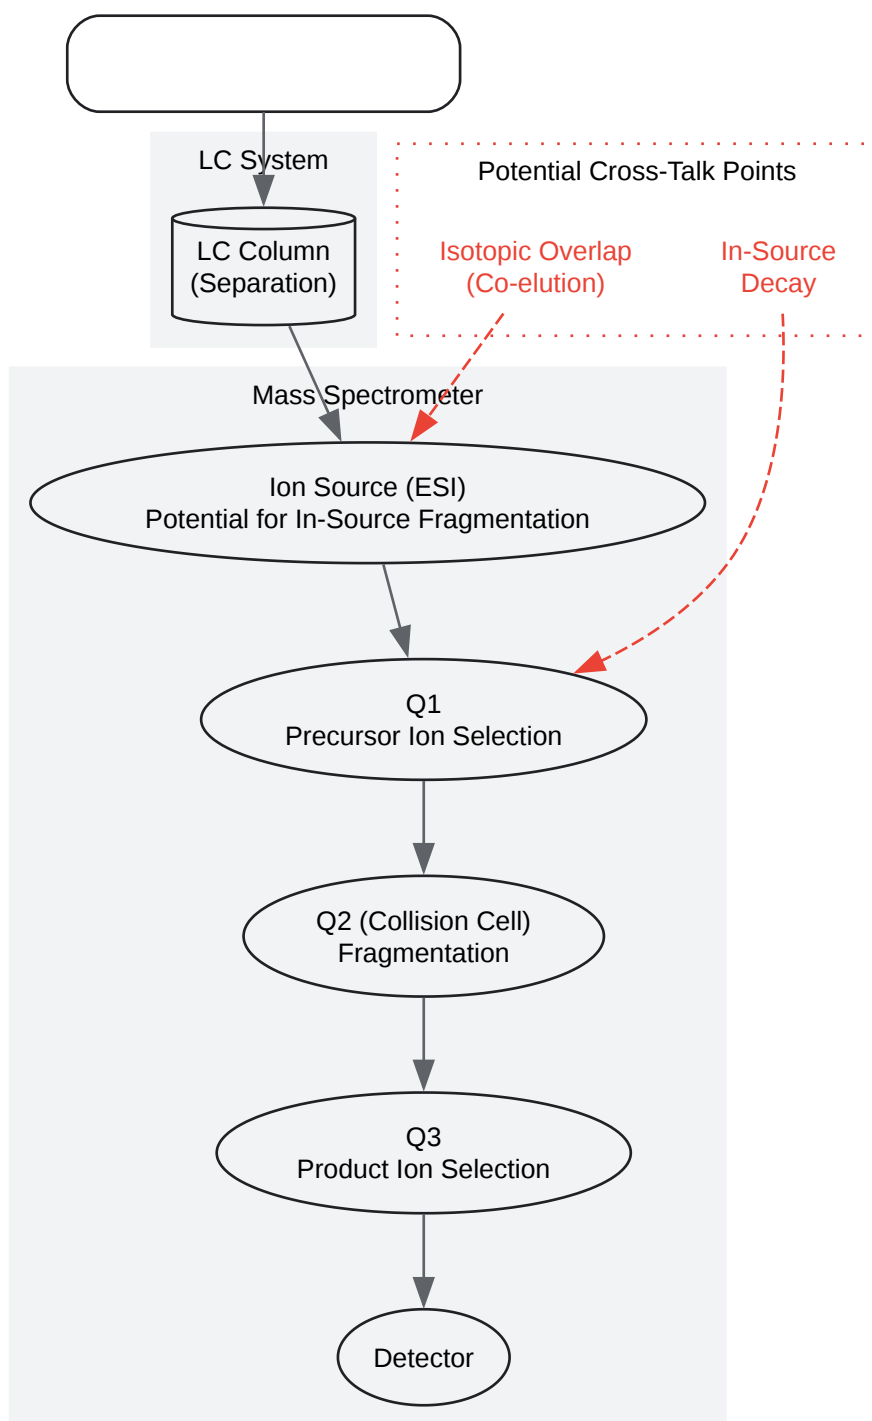 LC System
Potential Cross-Talk Points
LC Column
(Separation)
Isotopic Overlap
(Co-elution)
In-Source
Decay
Mass Spectrometer
Ion Source (ESI)
Potential for In-Source Fragmentation
Q1
Precursor Ion Selection
Q2 (Collision Cell)
Fragmentation
Q3
Product Ion Selection
Detector